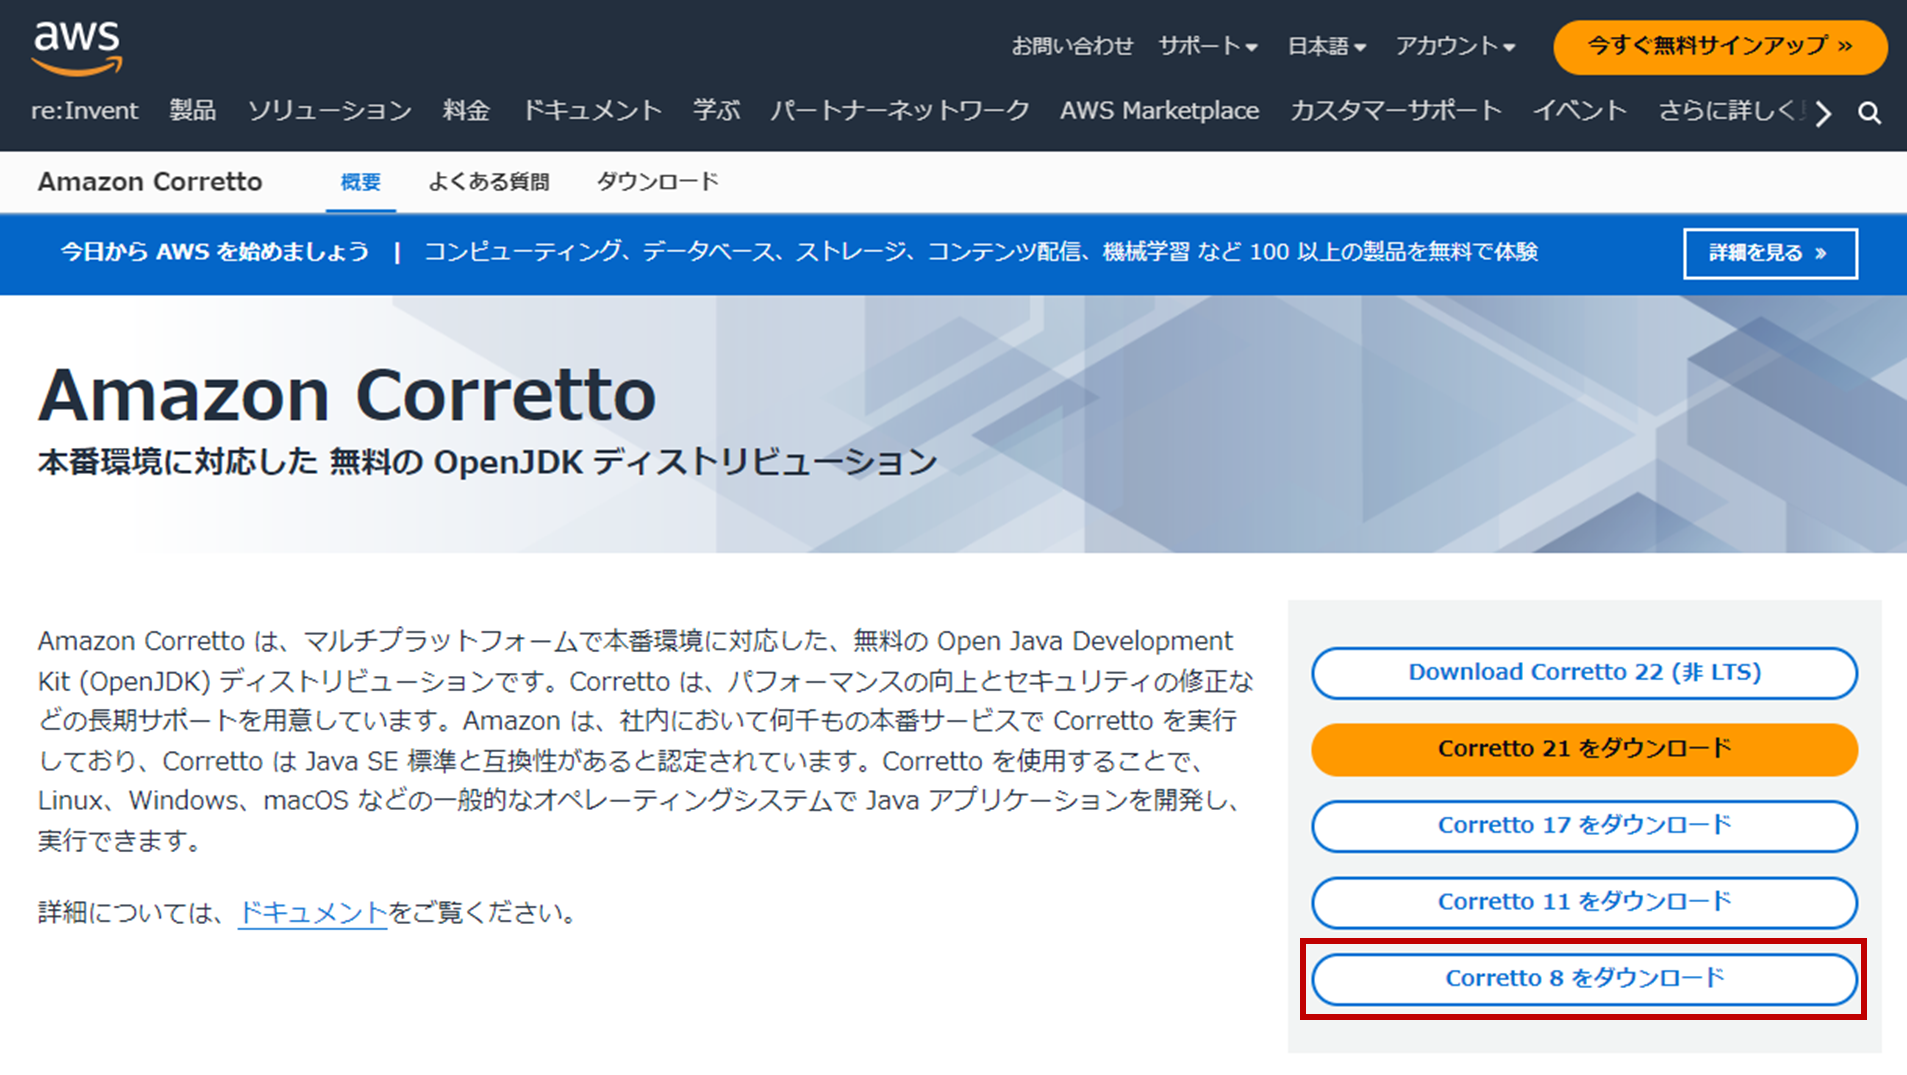 aws
お問い合わせ サポート 日本語 アカウント 今すぐ無料サインアップ »
re:Invent 製品 ソリューション 料金 ドキュメント 学ぶ パートナーネットワーク AWS Marketplace カスタマーサポート イベント さらに詳しく
Amazon Corretto 概要 よくある質問 ダウンロード
今日から AWS を始めましょう | コンピューティング、データベース、ストレージ、コンテンツ配信、機械学習 など 100 以上の製品を無料で体験 詳細を見る »
Amazon Corretto
本番環境に対応した 無料の OpenJDK ディストリビューション
Amazon Corretto は、マルチプラットフォームで本番環境に対応した、無料の Open Java Development
Kit (OpenJDK) ディストリビューションです。Corretto は、パフォーマンスの向上とセキュリティの修正な
どの長期サポートを用意しています。Amazon は、社内において何千もの本番サービスで Corretto を実行
しており、Corretto は Java SE 標準と互換性があると認定されています。Corretto を使用することで、
Linux、Windows、macOS などの一般的なオペレーティングシステムで Java アプリケーションを開発し、
実行できます。
詳細については、ドキュメントをご覧ください。
Download Corretto 22 (非 LTS)
Corretto 21 をダウンロード
Corretto 17 をダウンロード
Corretto 11 をダウンロード
Corretto 8 をダウンロード